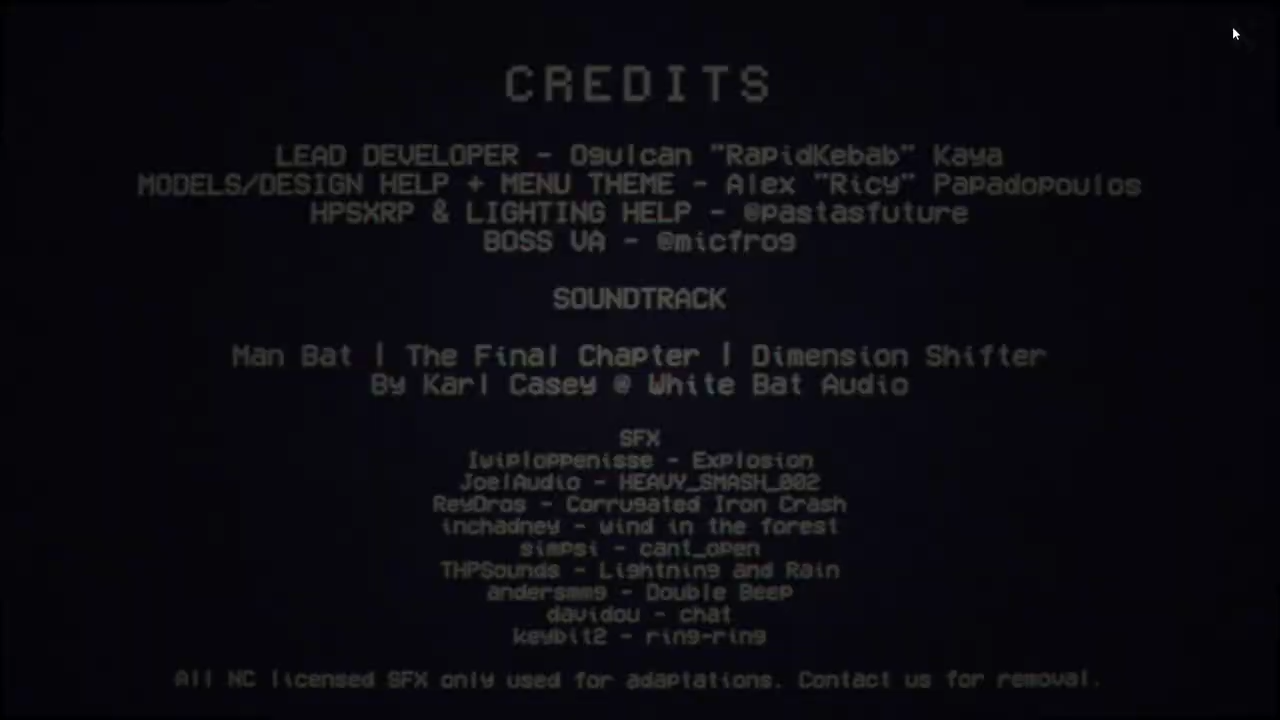 CREDITS
LEAD DEVELOPER - Ogulcan "RapidKebab" Kaya
MODELS/DESIGN HELP + MENU THEME - Alex "Ricy" Papadopoulos
HPSXRP & LIGHTING HELP - @pastasfuture
BOSS VA - @micfrog
SOUNDTRACK
Man Bat | The Final Chapter | Dimension Shifter
By Karl Casey @ White Bat Audio
SFX
Iwiploppenisse - Explosion
JoelAudio - HEAVY_SMASH_002
ReyDros - Corrugated Iron Crash
inchadney - wind in the forest
simpsi - cant_open
THPSounds - Lightning and Rain
andersmmg - Double Beep
davidou - chat
keybit2 - ring-ring
All NC licensed SFX only used for adaptations. Contact us for removal.